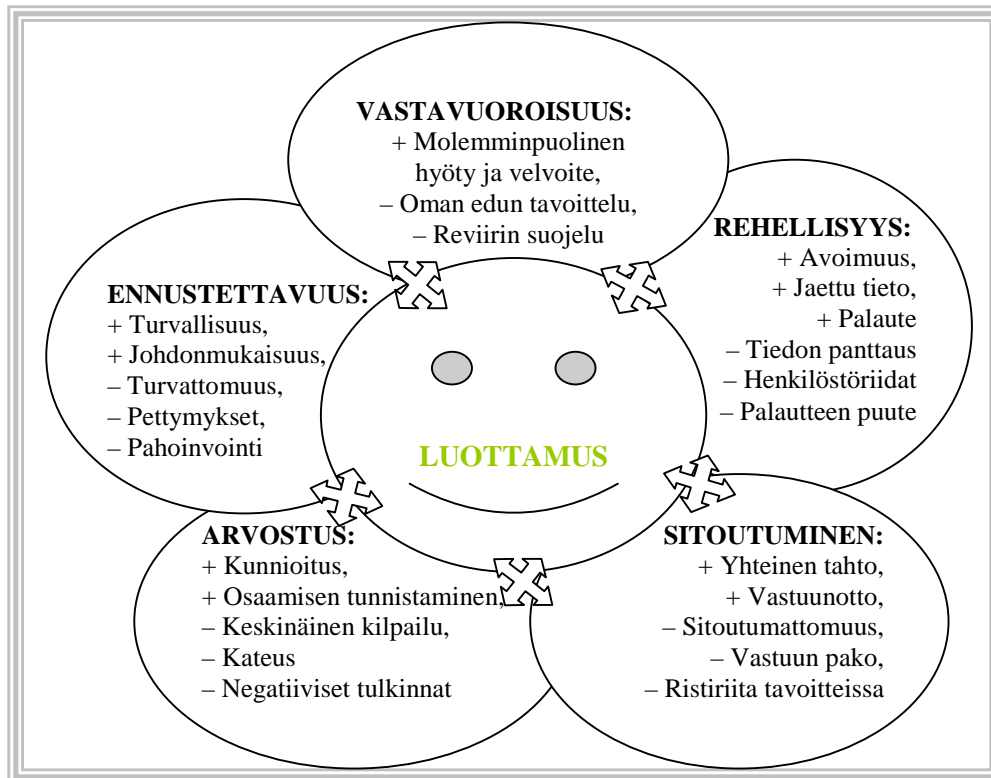 VASTAVUOROISUUS:
+ Molemminpuolinen
hyöty ja velvoite,
– Oman edun tavoittelu,
– Reviirin suojelu
REHELLISYYS:
+ Avoimuus,
+ Jaettu tieto,
+ Palaute
– Tiedon panttaus
– Henkilöstöriidat
– Palautteen puute
ENNUSTETTAVUUS:
+ Turvallisuus,
+ Johdonmukaisuus,
– Turvattomuus,
– Pettymykset,
– Pahoinvointi
LUOTTAMUS
ARVOSTUS:
+ Kunnioitus,
+ Osaamisen tunnistaminen,
– Keskinäinen kilpailu,
– Kateus
– Negatiiviset tulkinnat
SITOUTUMINEN:
+ Yhteinen tahto,
+ Vastuunotto,
– Sitoutumattomuus,
– Vastuun pako,
– Ristiriita tavoitteissa